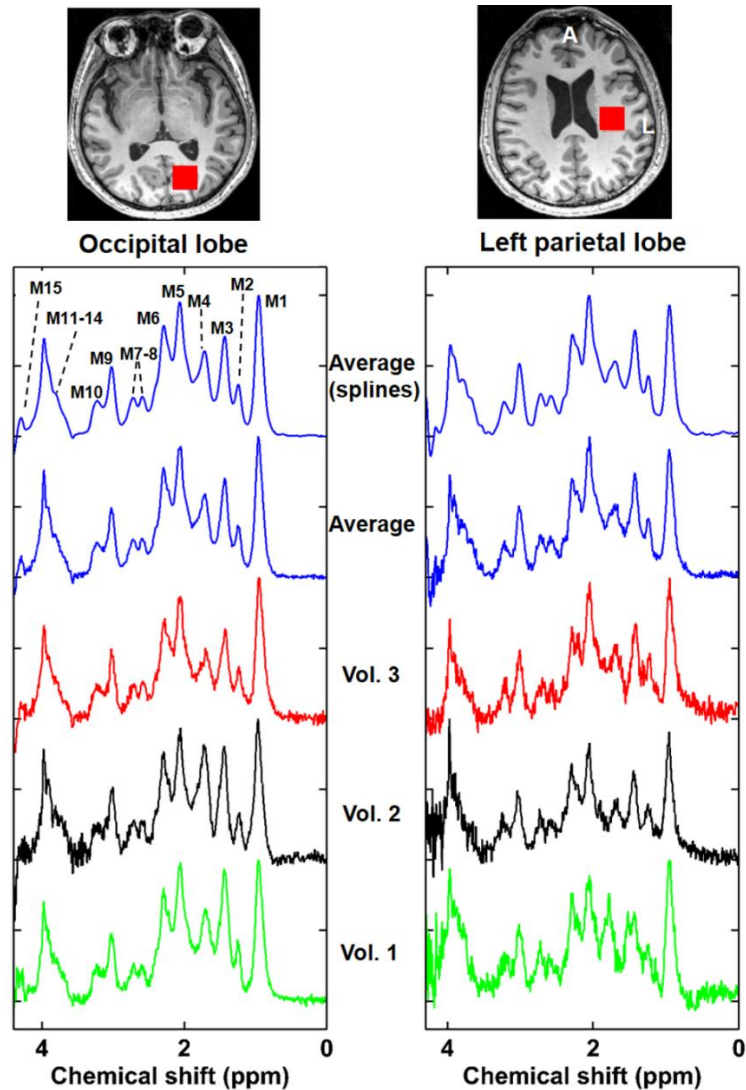 A
L
Occipital lobe
Left parietal lobe
M15
M11-14
M10
M9
M7-8
M6
M5
M4
M3
M2
M1
Average
(splines)
Average
Vol. 3
Vol. 2
Vol. 1
4
2
0
4
2
0
Chemical shift (ppm)
Chemical shift (ppm)